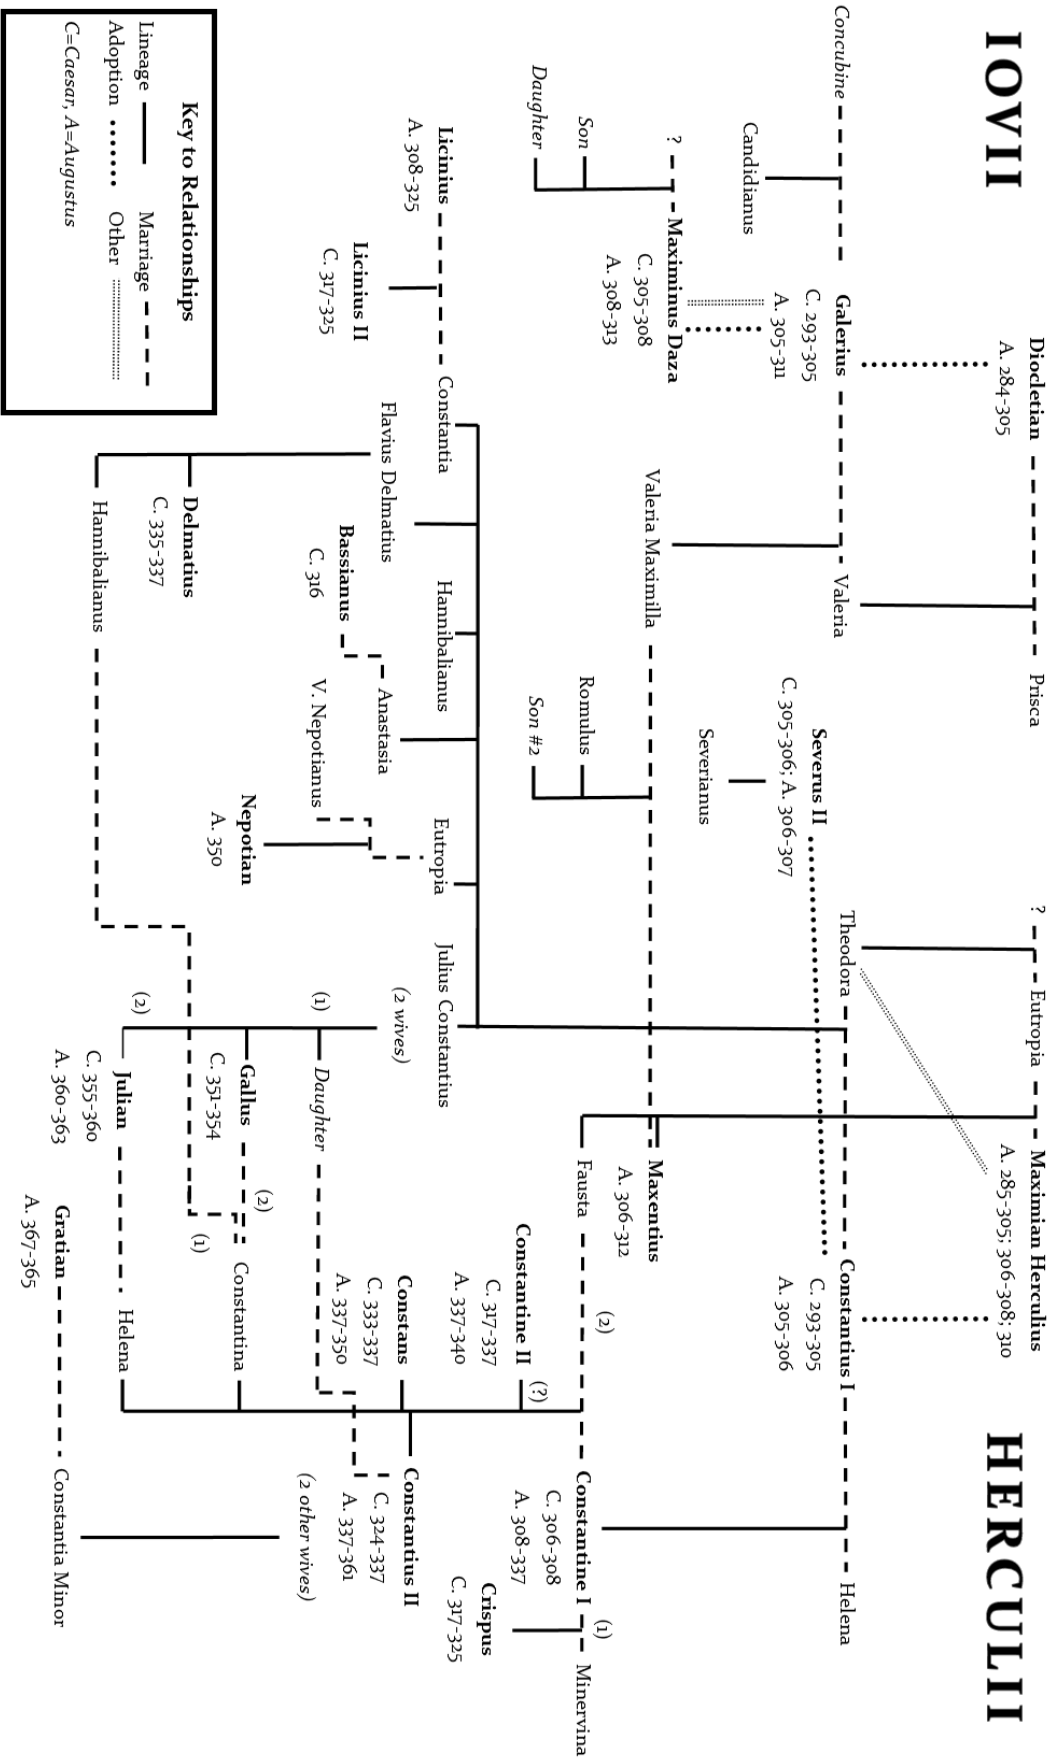 IOVII
HERCULII
Diocletian
A. 284-305
Prisca
?
Eutropia
Maximian Herculius
A. 285-305; 306-308; 310
Concubine
Galerius
C. 293-305
A. 305-311
Valeria
Severus II
C. 305-306; A. 306-307
Theodora
Constantius I
C. 293-305
A. 305-306
Helena
Candidianus
Severianus
?
Maximinus Daza
C. 305-308
A. 308-313
Valeria Maximilla
Maxentius
A. 306-312
Son
Daughter
Romulus
Son #2
Fausta
(2)
Constantine I
C. 306-308
A. 308-337
(1)
Minervina
Constantine II
C. 317-337
A. 337-340
(?)
Crispus
C. 317-325
Licinius
A. 308-325
Constantia
Hannibalianus
Eutropia
Julius Constantius
(2 wives)
Constans
C. 333-337
A. 337-350
Constantius II
C. 324-337
A. 337-361
(2 other wives)
Licinius II
C. 317-325
Flavius Delmatius
Bassianus
C. 316
Anastasia
V. Nepotianus
Nepotian
A. 350
(1)
Daughter
Gallus
C. 351-354
(2)
(1)
Constantina
Delmatius
C. 335-337
Hannibalianus
(2)
Julian
C. 355-360
A. 360-363
Helena
Gratian
A. 367-365
Constantia Minor
Key to Relationships
Lineage Marriage
Adoption Other
C=Caesar, A=Augustus